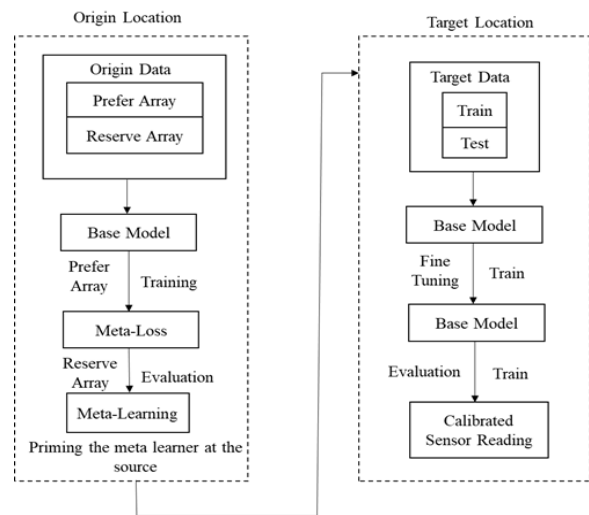 Origin Location
Origin Data
Prefer Array
Reserve Array
Base Model
Prefer
Array
Training
Meta-Loss
Reserve
Array
Evaluation
Meta-Learning
Priming the meta learner at the
source
Target Location
Target Data
Train
Test
Base Model
Fine
Tuning
Train
Base Model
Evaluation
Train
Calibrated
Sensor Reading